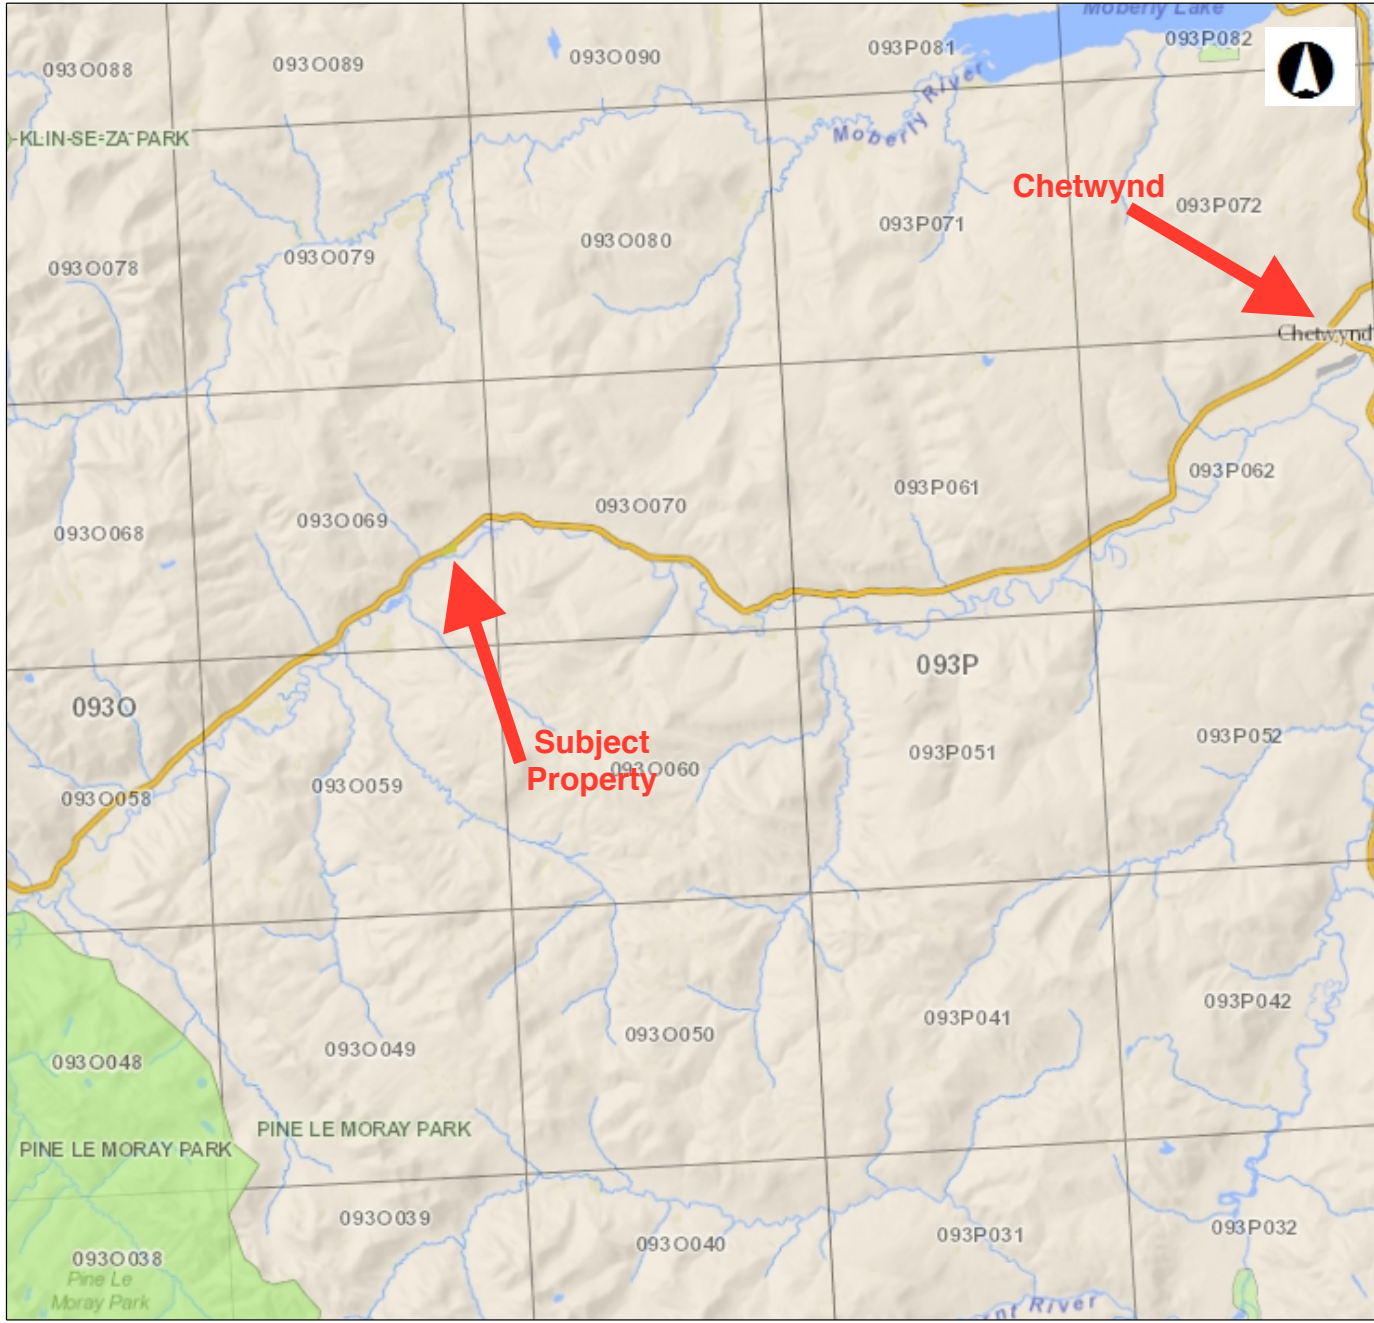 Moberly Lake
093P082
093P081
093O090
093O089
093O088
Moberly River
-KLIN-SE-ZA PARK
Chetwynd
093P072
093P071
093O080
093O079
093O078
Chetwynd
093P062
093P061
093O070
093O069
093O068
093P
093O
Subject
Property
093P052
093P051
093O060
093O059
093O058
093P042
093P041
093O050
093O049
093O048
PINE LE MORAY PARK
PINE LE MORAY PARK
093O039
093O040
093P031
093P032
093O038
Pine Le
Moray Park
River